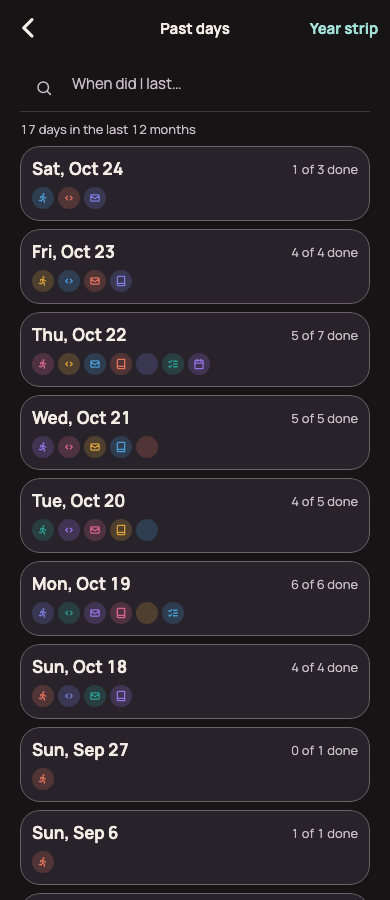 Past days
Year strip
When did I last...
17 days in the last 12 months
Sat, Oct 24
1 of 3 done
Fri, Oct 23
4 of 4 done
Thu, Oct 22
5 of 7 done
Wed, Oct 21
5 of 5 done
Tue, Oct 20
4 of 5 done
Mon, Oct 19
6 of 6 done
Sun, Oct 18
4 of 4 done
Sun, Sep 27
0 of 1 done
Sun, Sep 6
1 of 1 done